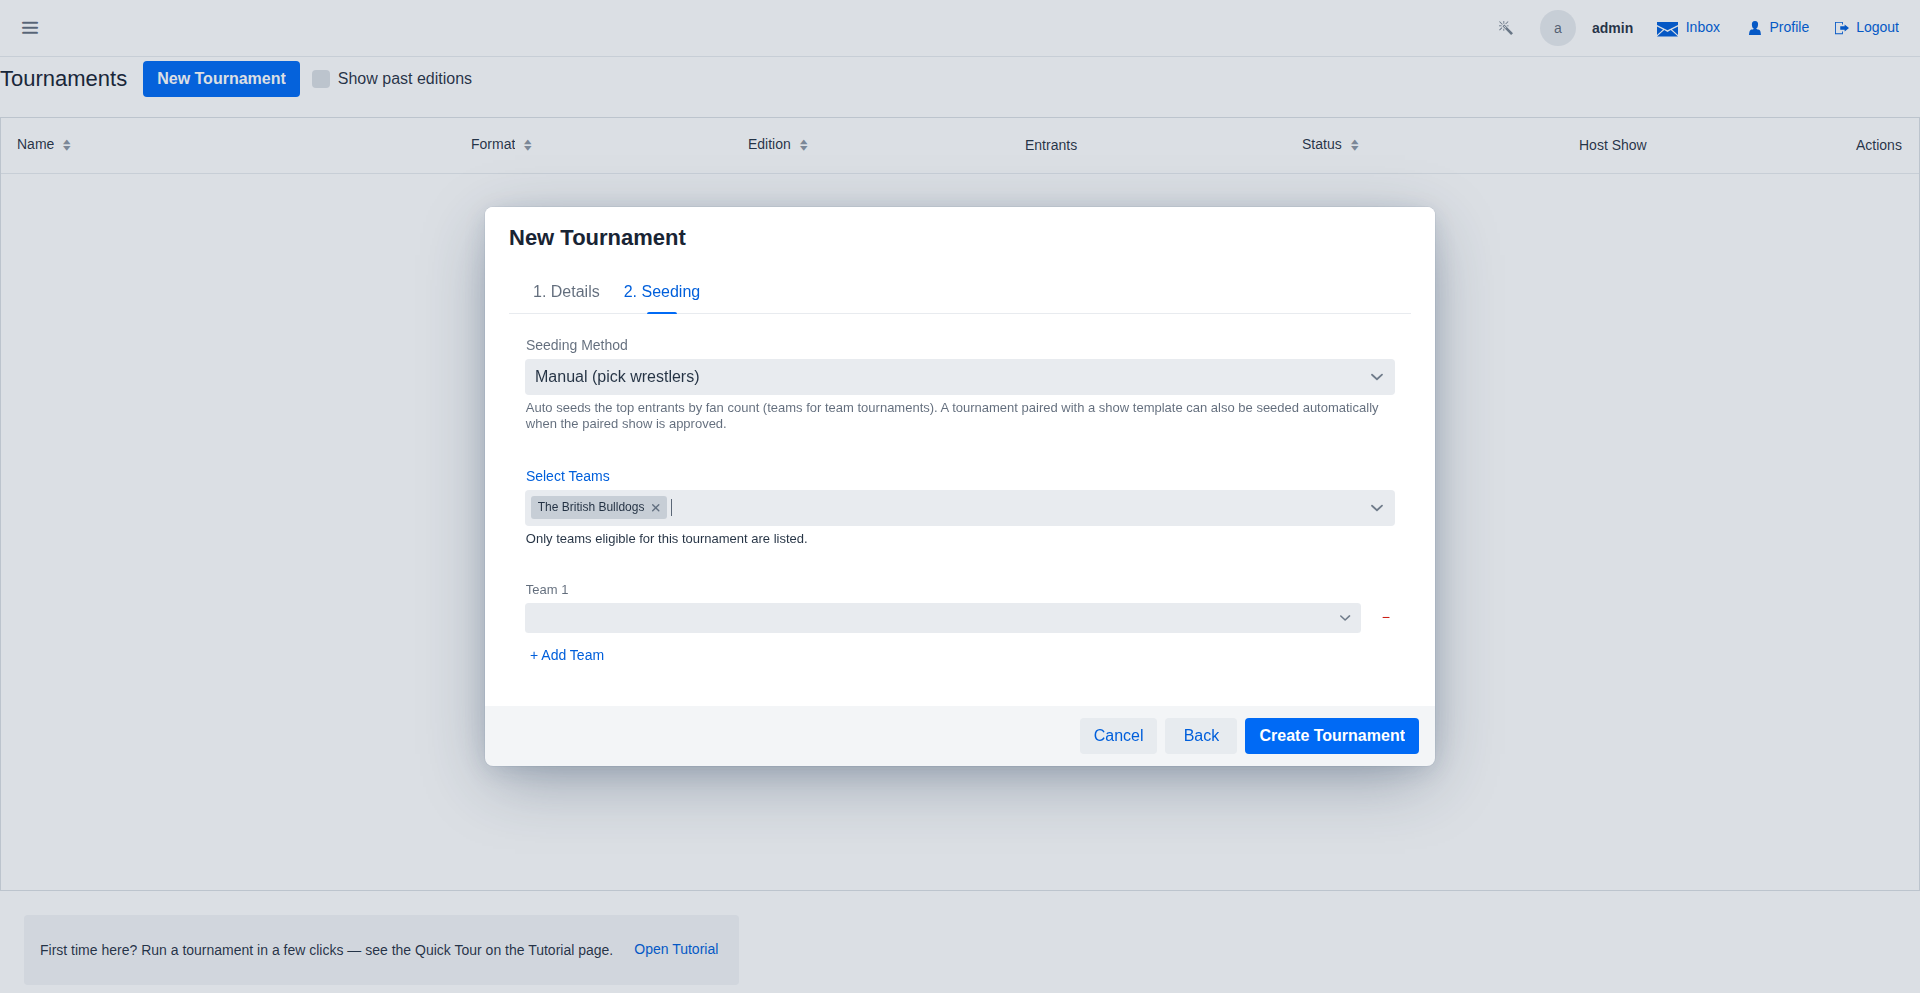 a
admin
Inbox
Profile
Logout
Tournaments
New Tournament
Show past editions
Name
Format
Edition
Entrants
Status
Host Show
Actions
New Tournament
1. Details
2. Seeding
Seeding Method
Manual (pick wrestlers)
Auto seeds the top entrants by fan count (teams for team tournaments). A tournament paired with a show template can also be seeded automatically
when the paired show is approved.
Select Teams
The British Bulldogs
Only teams eligible for this tournament are listed.
Team 1
–
+ Add Team
Cancel
Back
Create Tournament
First time here? Run a tournament in a few clicks — see the Quick Tour on the Tutorial page.
Open Tutorial